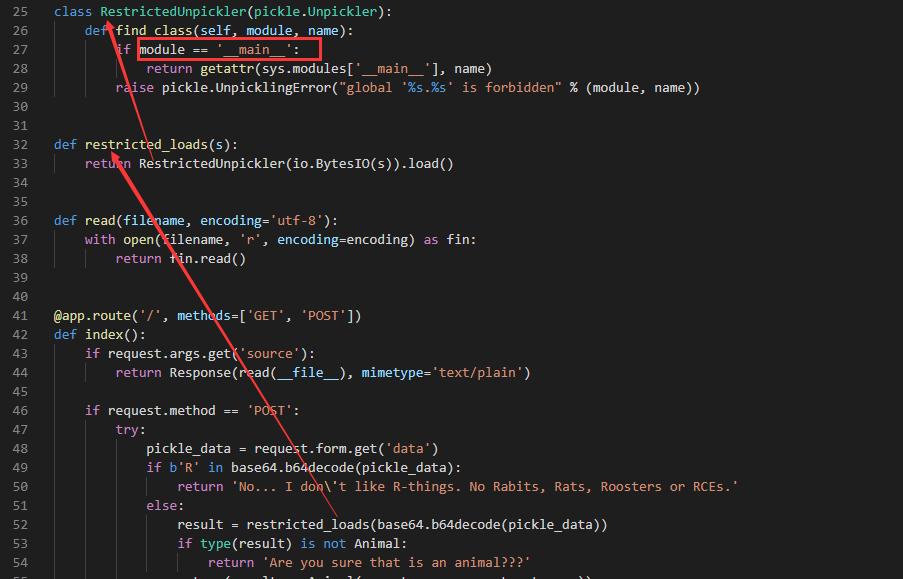 25 class RestrictedUnpickler(pickle.Unpickler):
26 def find_class(self, module, name):
27 if module == '__main__':
28 return getattr(sys.modules['__main__'], name)
29 raise pickle.UnpicklingError("global '%s.%s' is forbidden" % (module, name))
30
31
32 def restricted_loads(s):
33 return RestrictedUnpickler(io.BytesIO(s)).load()
34
35
36 def read(filename, encoding='utf-8'):
37 with open(filename, 'r', encoding=encoding) as fin:
38 return fin.read()
39
40
41 @app.route('/', methods=['GET', 'POST'])
42 def index():
43 if request.args.get('source'):
44 return Response(read(__file__), mimetype='text/plain')
45
46 if request.method == 'POST':
47 try:
48 pickle_data = request.form.get('data')
49 if b'R' in base64.b64decode(pickle_data):
50 return 'No... I don\'t like R-things. No Rabits, Rats, Roosters or RCEs.'
51 else:
52 result = restricted_loads(base64.b64decode(pickle_data))
53 if type(result) is not Animal:
54 return 'Are you sure that is an animal???'